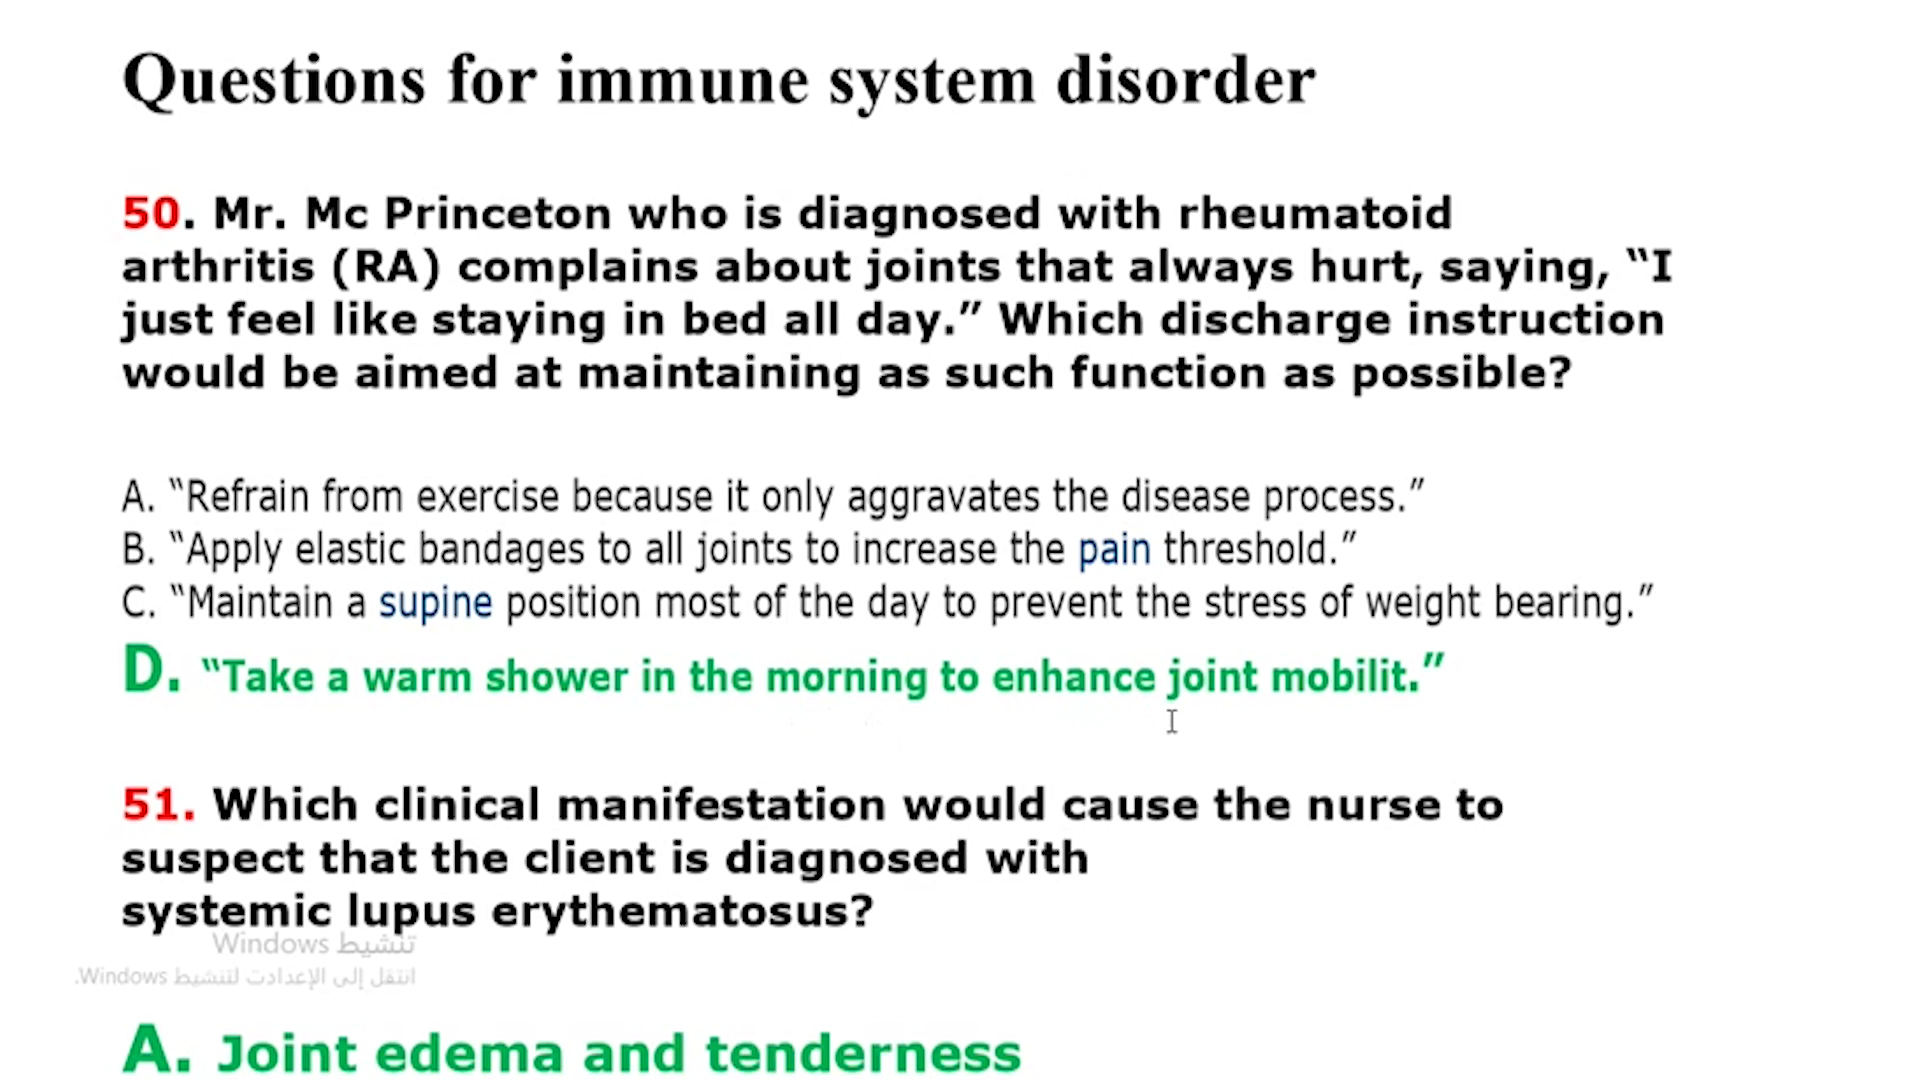 Questions for immune system disorder
50. Mr. Mc Princeton who is diagnosed with rheumatoid
arthritis (RA) complains about joints that always hurt, saying, “I
just feel like staying in bed all day.” Which discharge instruction
would be aimed at maintaining as such function as possible?
A. “Refrain from exercise because it only aggravates the disease process.”
B. “Apply elastic bandages to all joints to increase the pain threshold.”
C. “Maintain a supine position most of the day to prevent the stress of weight bearing.”
D. “Take a warm shower in the morning to enhance joint mobilit.”
51. Which clinical manifestation would cause the nurse to
suspect that the client is diagnosed with
systemic lupus erythematosus?
تنشيط Windows
انتقل إلى الإعدادت لتنشيط Windows.
A. Joint edema and tenderness